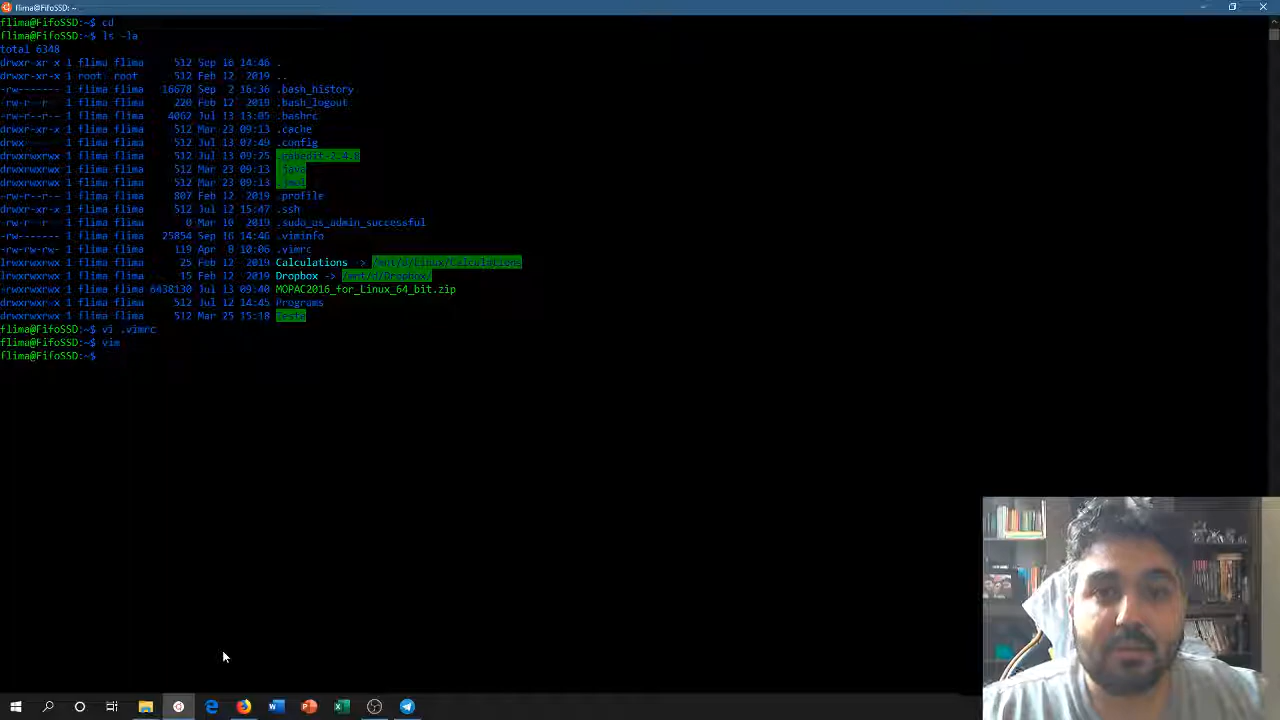 flima@FifoSSD: ~
flima@FifoSSD:~$ cd
flima@FifoSSD:~$ ls -la
total 6348
drwxr-xr x 1 flima flima 512 Sep 16 14:46 .
drwxr-xr x 1 root root 512 Feb 12 2019 ..
-rw------- 1 flima flima 16678 Sep 2 16:36 .bash_history
-rw-r--r-- 1 flima flima 220 Feb 12 2019 .bash_logout
-rw-r--r-- 1 flima flima 4062 Jul 13 13:05 .bashrc
drwxr-xr-x 1 flima flima 512 Mar 23 09:13 .cache
drwx 1 flima flima 512 Jul 13 07:49 .config
drwxrwxrwx 1 flima flima 512 Jul 13 09:25 .gabedit-2.4.8
drwxrwxrwx 1 flima flima 512 Mar 23 09:13 .java
drwxrwxrwx 1 flima flima 512 Mar 23 09:13 .jmol
-rw-r--r-- 1 flima flima 807 Feb 12 2019 .profile
drwxr-xr-x 1 flima flima 512 Jul 12 15:47 .ssh
-rw-r r 1 flima flima 0 Mar 10 2019 .sudo_as_admin_successful
-rw------- 1 flima flima 25854 Sep 16 14:46 .viminfo
-rw-rw-rw- 1 flima flima 119 Apr 8 10:06 .vimrc
lrwxrwxrwx 1 flima flima 25 Feb 12 2019 Calculations -> /mnt/d/Linux/Calculations
lrwxrwxrwx 1 flima flima 15 Feb 12 2019 Dropbox -> /mnt/d/Dropbox/
-rwxrwxrwx 1 flima flima 6438130 Jul 13 09:40 MOPAC2016_for_Linux_64_bit.zip
drwxrwxrwx 1 flima flima 512 Jul 12 14:45 Programs
drwxrwxrwx 1 flima flima 512 Mar 25 15:18 Teste
flima@FifoSSD:~$ vi .vimrc
flima@FifoSSD:~$ vim
flima@FifoSSD:~$